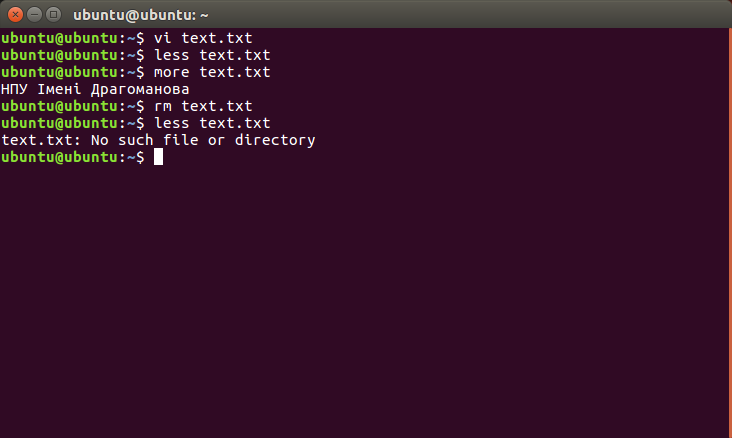 ubuntu@ubuntu: ~
ubuntu@ubuntu:~$ vi text.txt
ubuntu@ubuntu:~$ less text.txt
ubuntu@ubuntu:~$ more text.txt
НПУ Імені Драгоманова
ubuntu@ubuntu:~$ rm text.txt
ubuntu@ubuntu:~$ less text.txt
text.txt: No such file or directory
ubuntu@ubuntu:~$